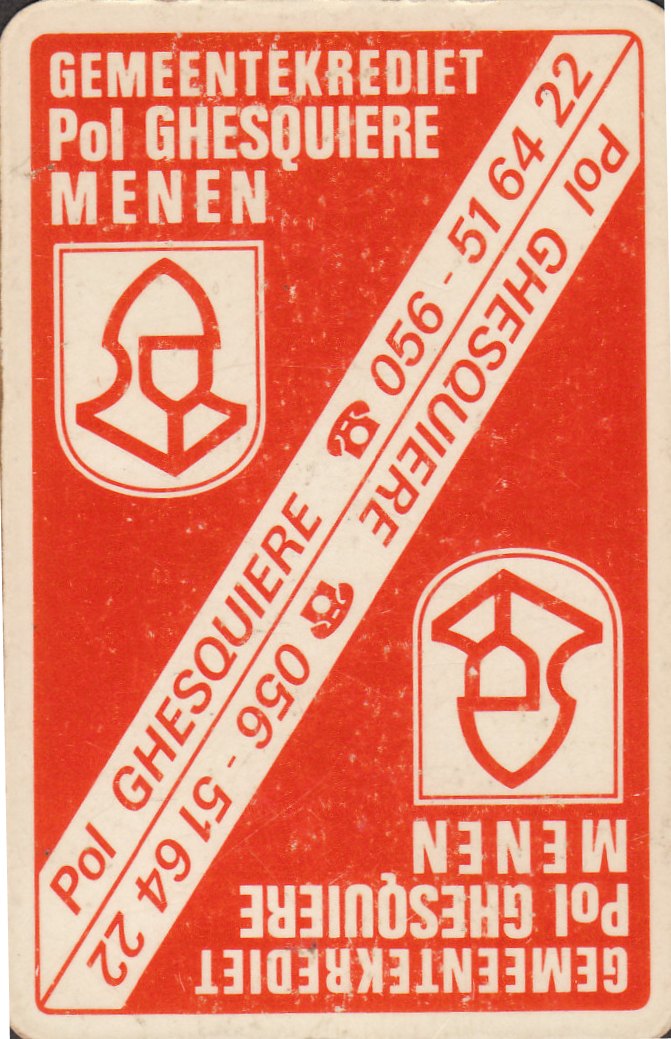 GEMEENTEKREDIET
Pol GHESQUIERE
MENEN
Pol GHESQUIERE ☎ 056 - 51 64 22
Pol GHESQUIERE ☎ 056 - 51 64 22
MENEN
Pol GHESQUIERE
GEMEENTEKREDIET